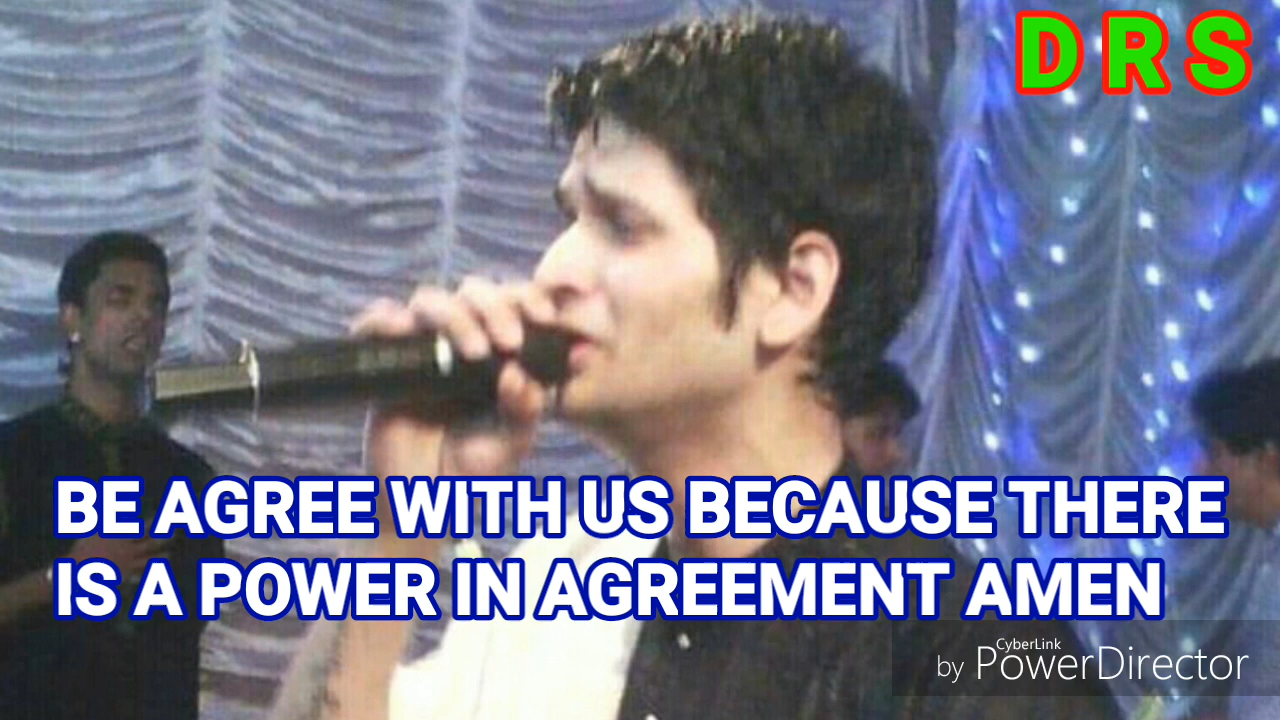 D R S
BE AGREE WITH US BECAUSE THERE
IS A POWER IN AGREEMENT AMEN
CyberLink
by PowerDirector